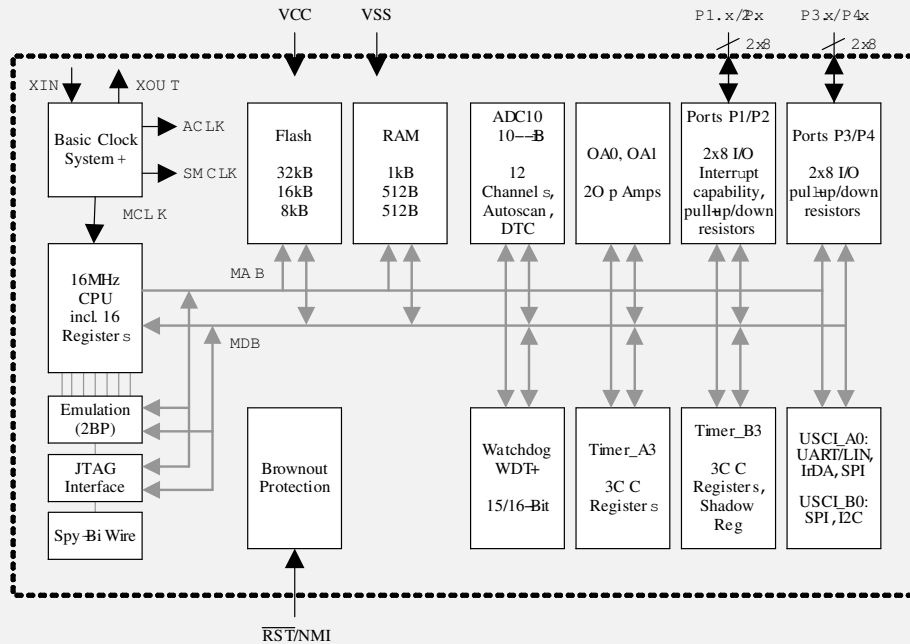 VCC
VSS
P1.x/2P.x
P3.x/P4.x
2x8
2x8
XIN
XOUT
Basic Clock
System +
ACLK
SMCLK
MCLK
Flash
32kB
16kB
8kB
RAM
1kB
512B
512B
ADC10
10--B
12
Channels,
Autoscan,
DTC
OA0, OA1
2Op Amps
Ports P1/P2
2x8 I/O
Interrupt
capability,
pull-up/down
resistors
Ports P3/P4
2x8 I/O
pull-up/down
resistors
16MHz
CPU
incl. 16
Registers
MAB
MDB
Emulation
(2BP)
JTAG
Interface
Spy-Bi Wire
Brownout
Protection
Watchdog
WDT+
15/16-Bit
Timer_A3
3CC
Registers
Timer_B3
3CC
Registers,
Shadow
Reg
USCI_A0:
UART/LIN,
IrDA, SPI
USCI_B0:
SPI, I2C
RST/NMI